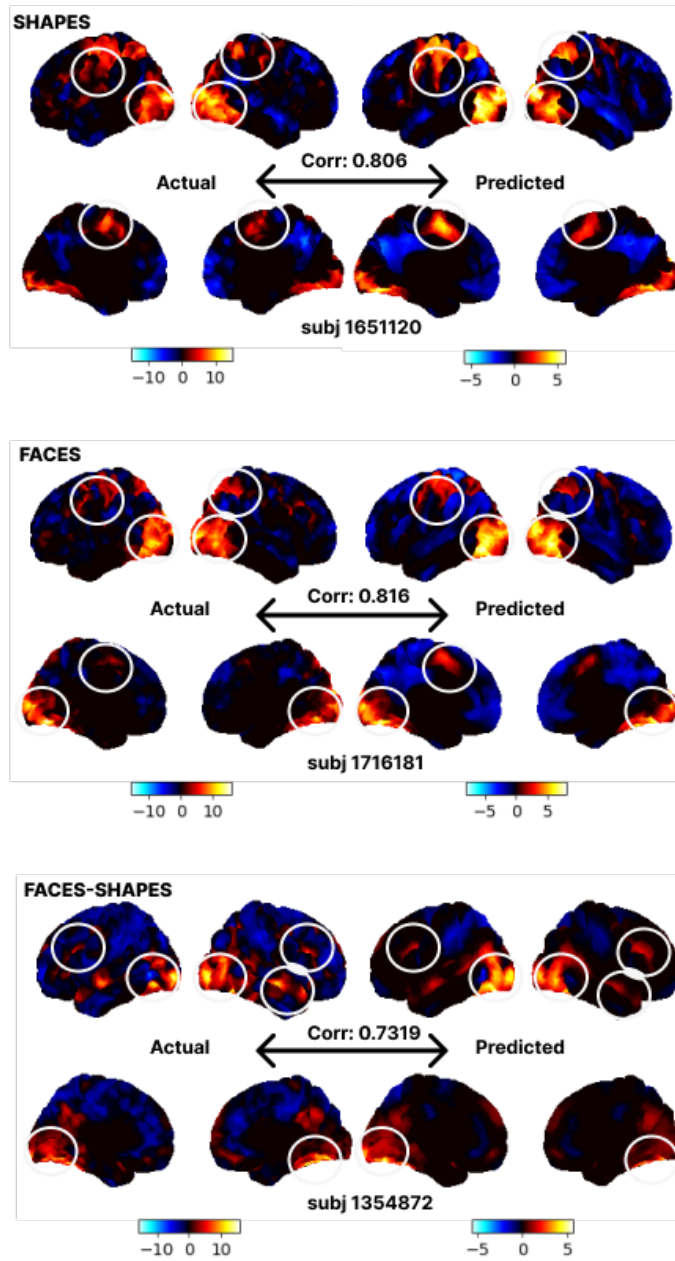 SHAPES
Corr: 0.806
Actual Predicted
subj 1651120
−10 0 10 −5 0 5
FACES
Corr: 0.816
Actual Predicted
subj 1716181
−10 0 10 −5 0 5
FACES-SHAPES
Corr: 0.7319
Actual Predicted
subj 1354872
−10 0 10 −5 0 5